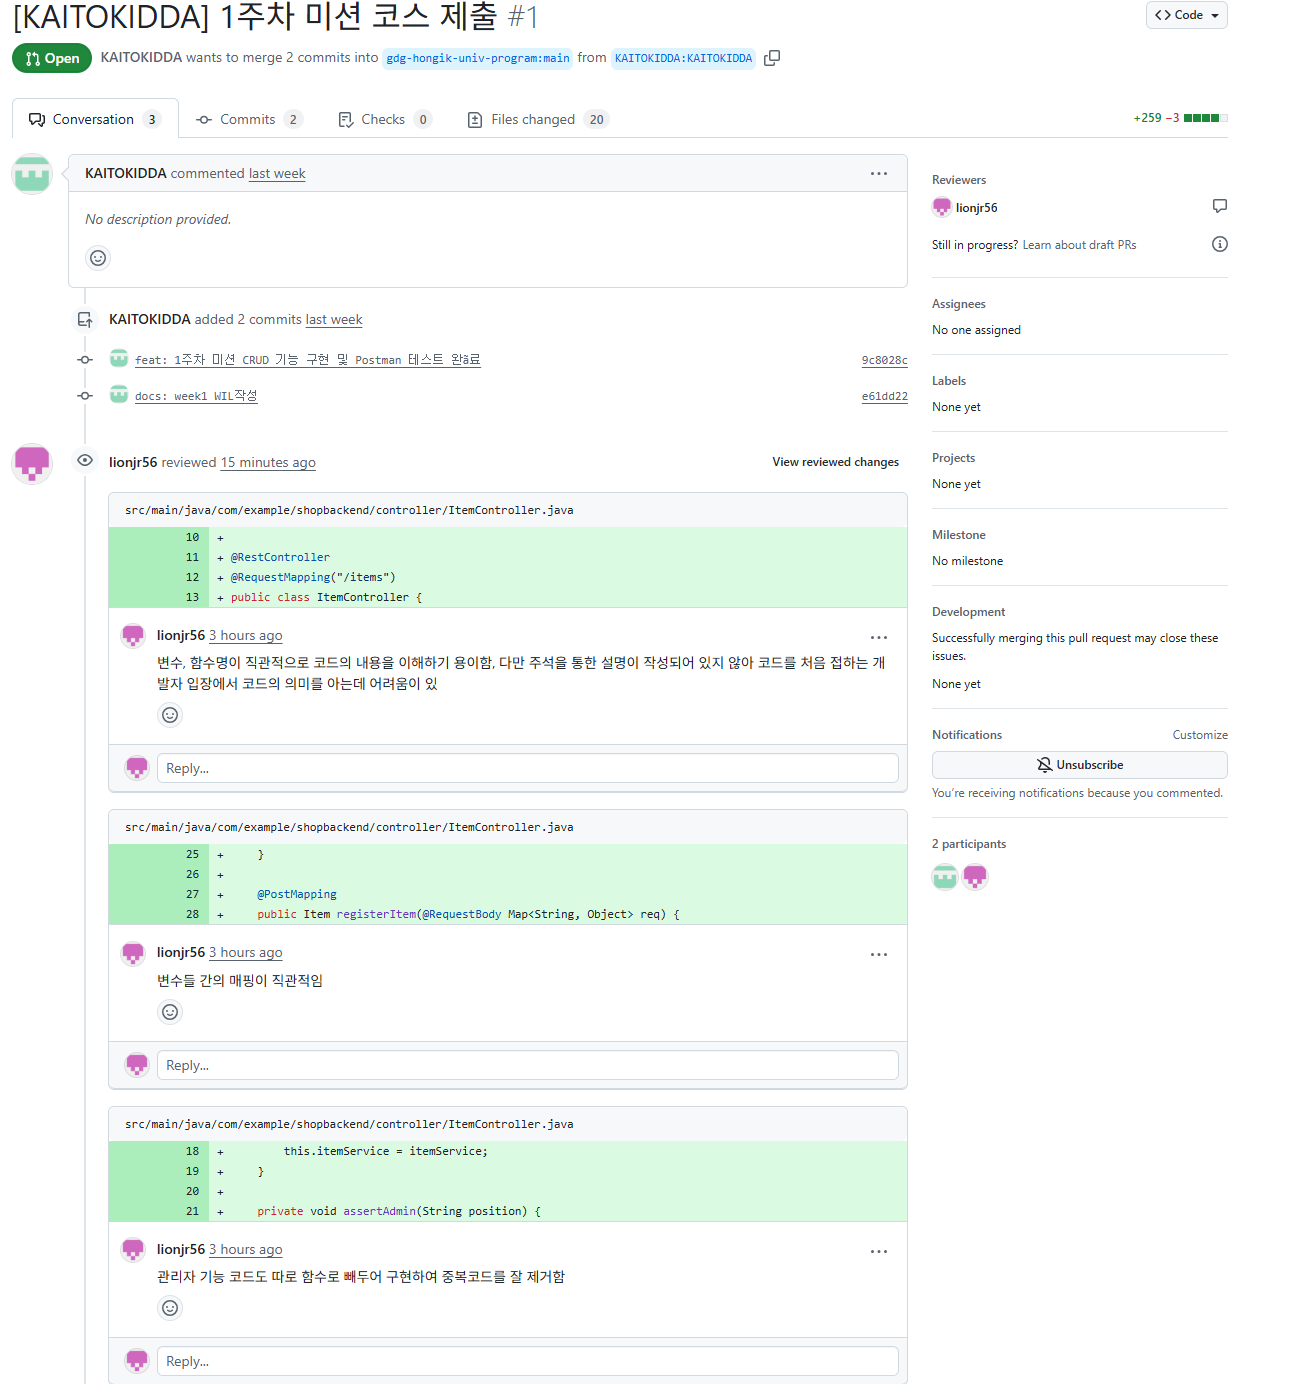 [KAITOKIDDA] 1주차 미션 코스 제출 #1
Code
Open
KAITOKIDDA wants to merge 2 commits into gdg-hongik-univ-program:main from KAITOKIDDA:KAITOKIDDA
Conversation 3
Commits 2
Checks 0
Files changed 20
+259 −3
KAITOKIDDA commented last week
No description provided.
KAITOKIDDA added 2 commits last week
feat: 1주차 미션 CRUD 기능 구현 및 Postman 테스트 완ã료 9c8028c
docs: week1 WIL작성 e61dd22
lionjr56 reviewed 15 minutes ago
View reviewed changes
src/main/java/com/example/shopbackend/controller/ItemController.java
10 +
11 + @RestController
12 + @RequestMapping("/items")
13 + public class ItemController {
lionjr56 3 hours ago
변수, 함수명이 직관적으로 코드의 내용을 이해하기 용이함, 다만 주석을 통한 설명이 작성되어 있지 않아 코드를 처음 접하는 개
발자 입장에서 코드의 의미를 아는데 어려움이 있
Reply...
src/main/java/com/example/shopbackend/controller/ItemController.java
25 + }
26 +
27 + @PostMapping
28 + public Item registerItem(@RequestBody Map<String, Object> req) {
lionjr56 3 hours ago
변수들 간의 매핑이 직관적임
Reply...
src/main/java/com/example/shopbackend/controller/ItemController.java
18 + this.itemService = itemService;
19 + }
20 +
21 + private void assertAdmin(String position) {
lionjr56 3 hours ago
관리자 기능 코드도 따로 함수로 빼두어 구현하여 중복코드를 잘 제거함
Reply...
Reviewers
lionjr56
Still in progress? Learn about draft PRs
Assignees
No one assigned
Labels
None yet
Projects
None yet
Milestone
No milestone
Development
Successfully merging this pull request may close these
issues.
None yet
Notifications
Customize
Unsubscribe
You're receiving notifications because you commented.
2 participants